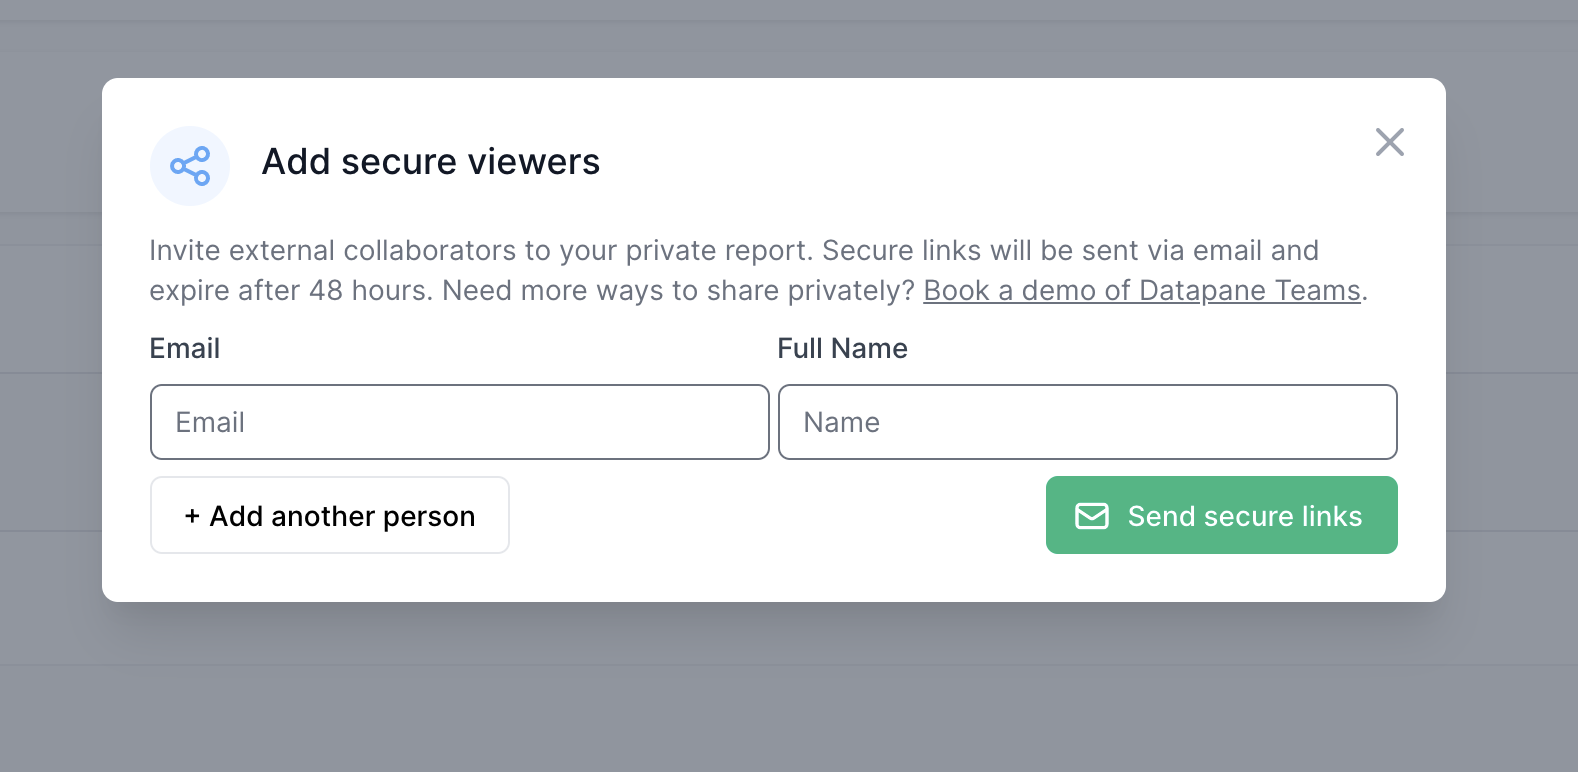 Add secure viewers
Invite external collaborators to your private report. Secure links will be sent via email and
expire after 48 hours. Need more ways to share privately? Book a demo of Datapane Teams.
Email
Full Name
Email
Name
+ Add another person
Send secure links